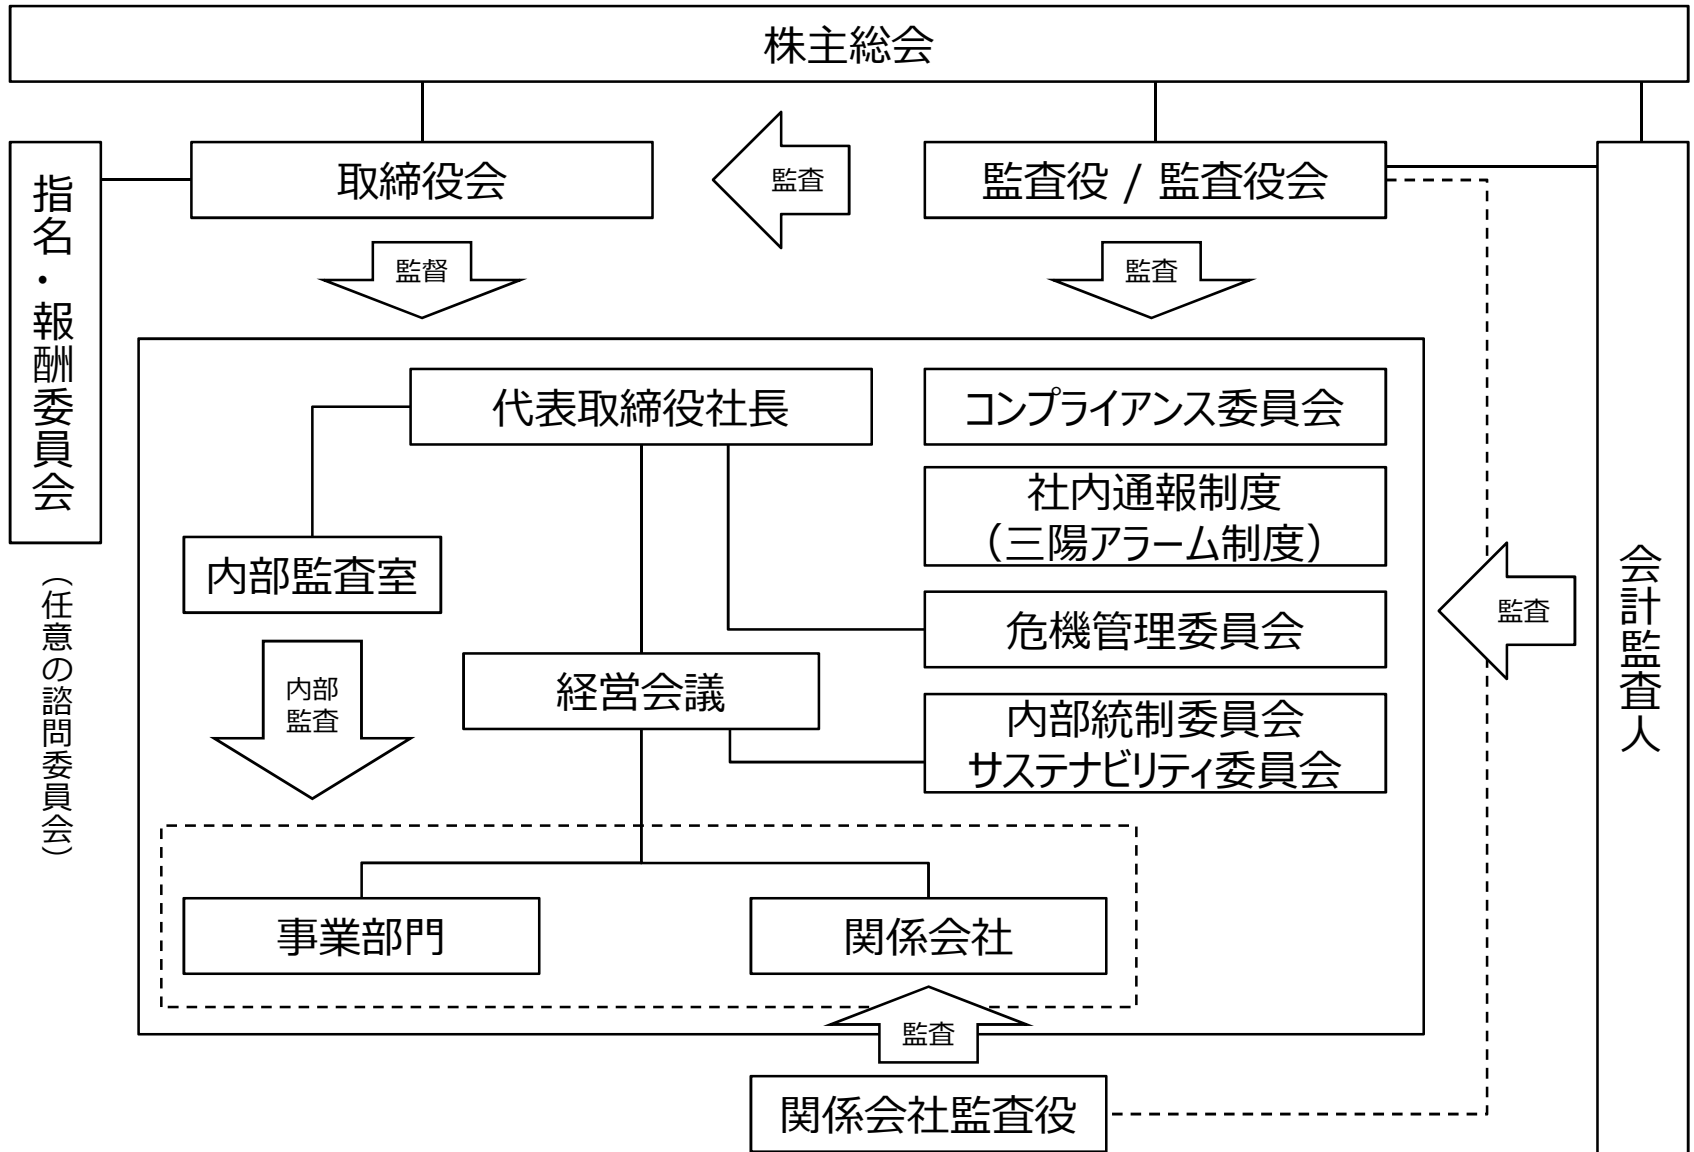 株主総会
取締役会
監査
監査役 / 監査役会
指名・報酬委員会
（任意の諮問委員会）
監督
監査
代表取締役社長
コンプライアンス委員会
社内通報制度
（三陽アラーム制度）
内部監査室
危機管理委員会
監査
会計監査人
内部
監査
経営会議
内部統制委員会
サステナビリティ委員会
事業部門
関係会社
監査
関係会社監査役